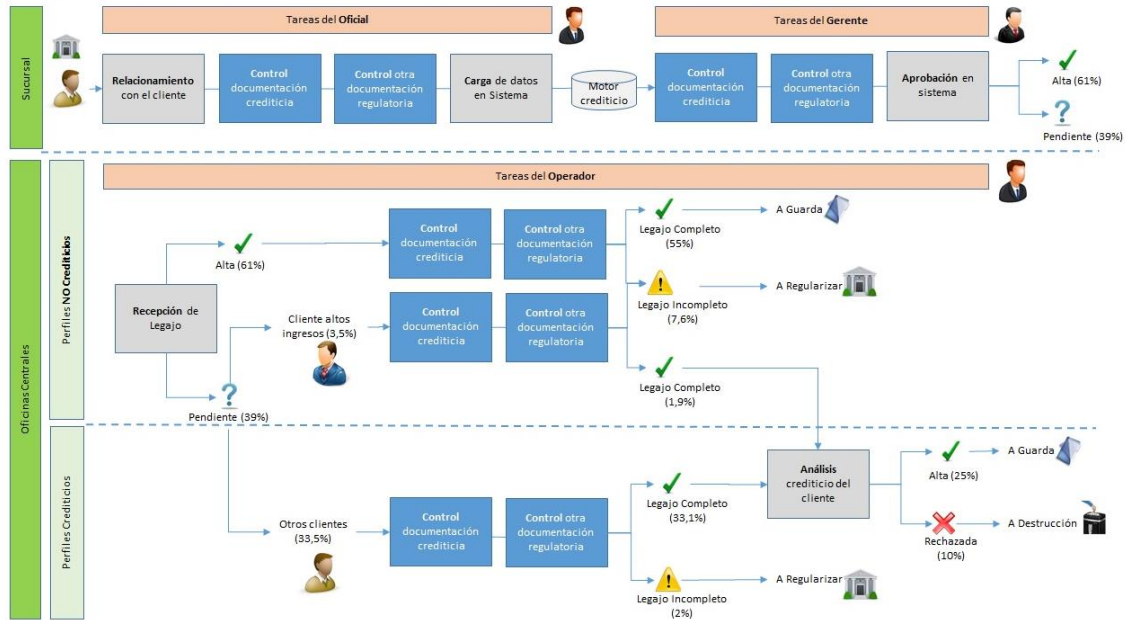 Sucursal
Tareas del Oficial
Tareas del Gerente
Relacionamiento
con el cliente
Control
documentación
crediticia
Control otra
documentación
regulatoria
Carga de datos
en Sistema
Motor
crediticio
Control
documentación
crediticia
Control otra
documentación
regulatoria
Aprobación en
sistema
Alta (61%)
Pendiente (39%)
Oficinas Centrales
Perfiles NO Crediticios
Tareas del Operador
Recepción de
Legajo
Alta (61%)
Control
documentación
crediticia
Control otra
documentación
regulatoria
Legajo Completo
(55%)
A Guarda
Cliente altos
ingresos (3,5%)
Control
documentación
crediticia
Control otra
documentación
regulatoria
Legajo Incompleto
(7,6%)
A Regularizar
Legajo Completo
(1,9%)
Pendiente (39%)
Perfiles Crediticios
Otros clientes
(33,5%)
Control
documentación
crediticia
Control otra
documentación
regulatoria
Legajo Completo
(33,1%)
Análisis
crediticio del
cliente
Alta (25%)
A Guarda
Rechazada
(10%)
A Destrucción
Legajo Incompleto
(2%)
A Regularizar